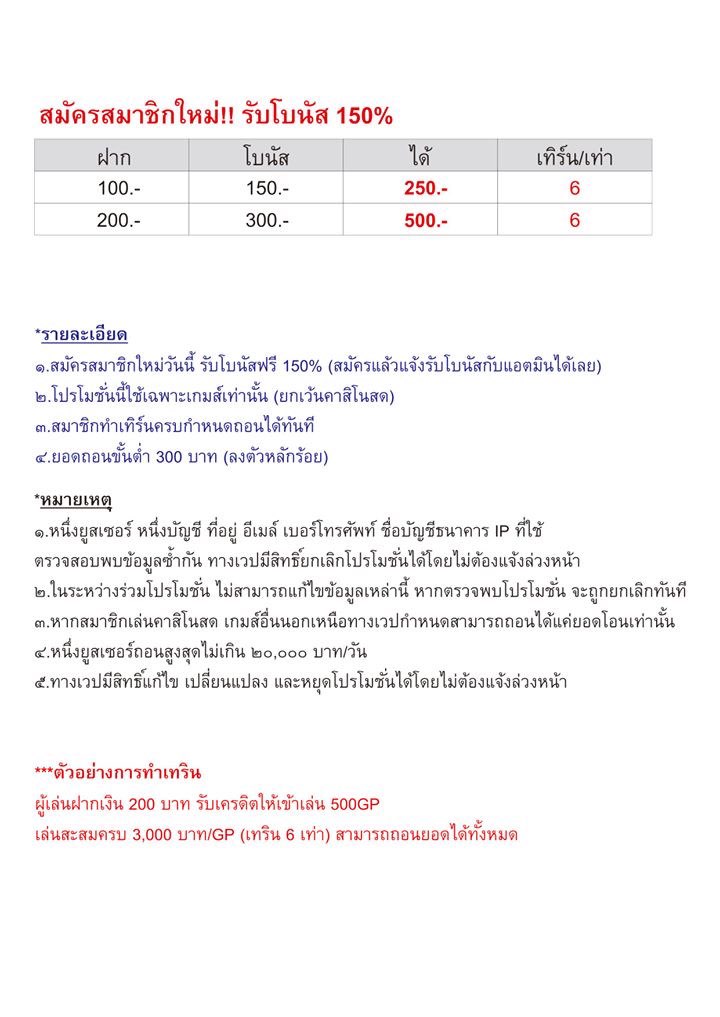 สมัครสมาชิกใหม่!! รับโบนัส 150%
ฝาก โบนัส ได้ เทิร์น/เท่า
100.- 150.- 250.- 6
200.- 300.- 500.- 6
*รายละเอียด
๑.สมัครสมาชิกใหม่วันนี้ รับโบนัสฟรี 150% (สมัครแล้วแจ้งรับโบนัสกับแอตมินได้เลย)
๒.โปรโมชั่นนี้ใช้เฉพาะเกมส์เท่านั้น (ยกเว้นคาสิโนสด)
๓.สมาชิกทำเทิร์นครบกำหนดถอนได้ทันที
๔.ยอดถอนขั้นต่ำ 300 บาท (ลงตัวหลักร้อย)
*หมายเหตุ
๑.หนึ่งยูสเซอร์ หนึ่งบัญชี ที่อยู่ อีเมล์ เบอร์โทรศัพท์ ชื่อบัญชีธนาคาร IP ที่ใช้
ตรวจสอบพบข้อมูลซ้ำกัน ทางเวปมีสิทธิ์ยกเลิกโปรโมชั่นได้โดยไม่ต้องแจ้งล่วงหน้า
๒.ในระหว่างร่วมโปรโมชั่น ไม่สามารถแก้ไขข้อมูลเหล่านี้ หากตรวจพบโปรโมชั่น จะถูกยกเลิกทันที
๓.หากสมาชิกเล่นคาสิโนสด เกมส์อื่นนอกเหนือทางเวปกำหนดสามารถถอนได้แค่ยอดโอนเท่านั้น
๔.หนึ่งยูสเซอร์ถอนสูงสุดไม่เกิน ๒๐,๐๐๐ บาท/วัน
๕.ทางเวปมีสิทธิ์แก้ไข เปลี่ยนแปลง และหยุดโปรโมชั่นได้โดยไม่ต้องแจ้งล่วงหน้า
***ตัวอย่างการทำเทริน
ผู้เล่นฝากเงิน 200 บาท รับเครดิตให้เข้าเล่น 500GP
เล่นสะสมครบ 3,000 บาท/GP (เทริน 6 เท่า) สามารถถอนยอดได้ทั้งหมด